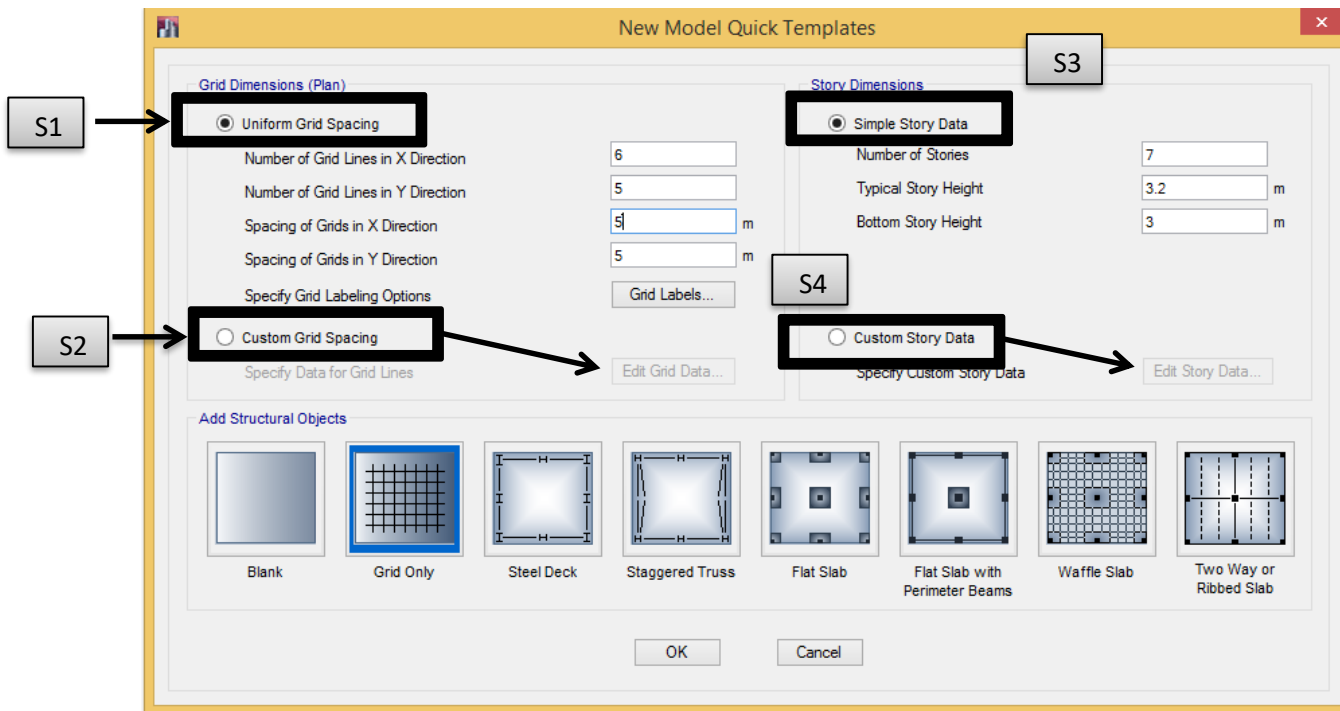 New Model Quick Templates
×
S3
Grid Dimensions (Plan)
Story Dimensions
S1
Uniform Grid Spacing
Simple Story Data
Number of Grid Lines in X Direction
6
Number of Stories
7
Number of Grid Lines in Y Direction
5
Typical Story Height
3.2
m
Spacing of Grids in X Direction
5
m
Bottom Story Height
3
m
Spacing of Grids in Y Direction
5
m
Specify Grid Labeling Options
Grid Labels...
S4
S2
Custom Grid Spacing
Custom Story Data
Specify Data for Grid Lines
Edit Grid Data...
Specify Custom Story Data
Edit Story Data...
Add Structural Objects
Blank
Grid Only
Steel Deck
Staggered Truss
Flat Slab
Flat Slab with
Perimeter Beams
Waffle Slab
Two Way or
Ribbed Slab
OK
Cancel